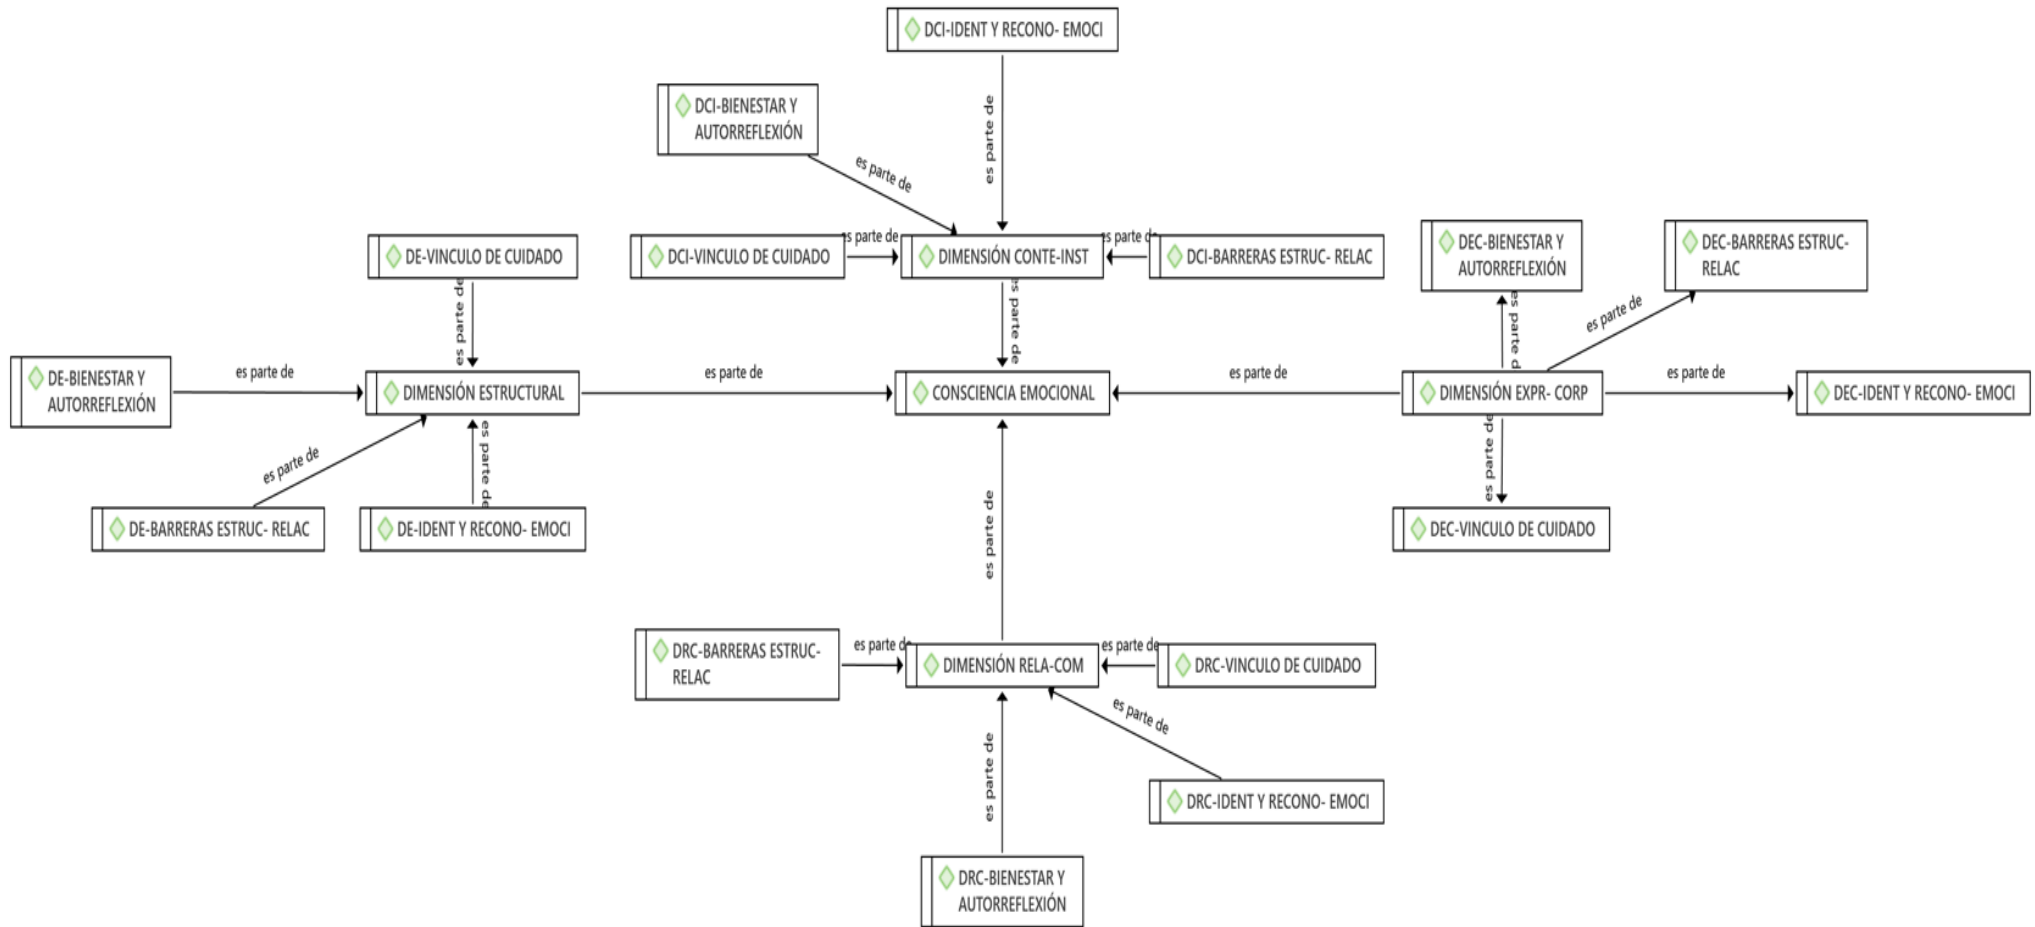 DCI-IDENT Y RECONO- EMOCI
DCI-BIENESTAR Y
AUTORREFLEXIÓN
es parte de
es parte de
DE-VINCULO DE CUIDADO
DCI-VINCULO DE CUIDADO
es parte de
DIMENSIÓN CONTE-INST
es parte de
DCI-BARRERAS ESTRUC- RELAC
DEC-BIENESTAR Y
AUTORREFLEXIÓN
DEC-BARRERAS ESTRUC-
RELAC
es parte de
es parte de
es parte de
es parte de
DE-BIENESTAR Y
AUTORREFLEXIÓN
es parte de
DIMENSIÓN ESTRUCTURAL
es parte de
CONSCIENCIA EMOCIONAL
es parte de
DIMENSIÓN EXPR- CORP
es parte de
DEC-IDENT Y RECONO- EMOCI
es parte de
es parte de
es parte de
DE-BARRERAS ESTRUC- RELAC
DE-IDENT Y RECONO- EMOCI
es parte de
DEC-VINCULO DE CUIDADO
DRC-BARRERAS ESTRUC-
RELAC
es parte de
DIMENSIÓN RELA-COM
es parte de
DRC-VINCULO DE CUIDADO
es parte de
es parte de
DRC-IDENT Y RECONO- EMOCI
DRC-BIENESTAR Y
AUTORREFLEXIÓN